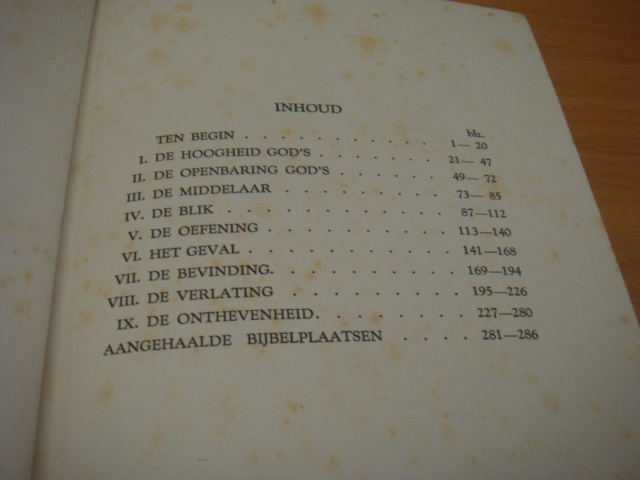 INHOUD
blz.
TEN BEGIN . . . . . . . . . . . 1— 20
I. DE HOOGHEID GOD'S . . . . . . . . 21— 47
II. DE OPENBARING GOD'S . . . . . . . 49— 72
III. DE MIDDELAAR . . . . . . . . . 73— 85
IV. DE BLIK . . . . . . . . . . . 87—112
V. DE OEFENING . . . . . . . . . 113—140
VI. HET GEVAL . . . . . . . . . . 141—168
VII. DE BEVINDING. . . . . . . . . 169—194
VIII. DE VERLATING . . . . . . . . 195—226
IX. DE ONTHEVENHEID. . . . . . . 227—280
AANGEHAALDE BIJBELPLAATSEN . . . . 281—286